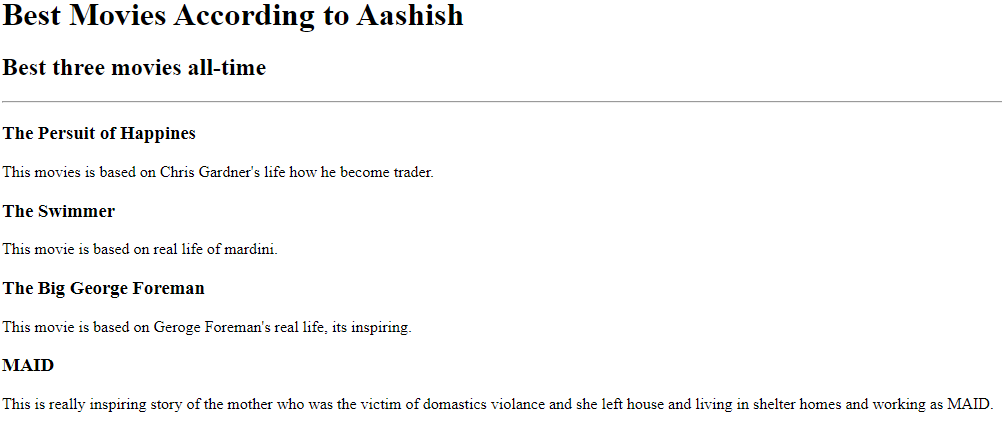 Best Movies According to Aashish
Best three movies all-time
The Persuit of Happines
This movies is based on Chris Gardner's life how he become trader.
The Swimmer
This movie is based on real life of mardini.
The Big George Foreman
This movie is based on Geroge Foreman's real life, its inspiring.
MAID
This is really inspiring story of the mother who was the victim of domastics violance and she left house and living in shelter homes and working as MAID.